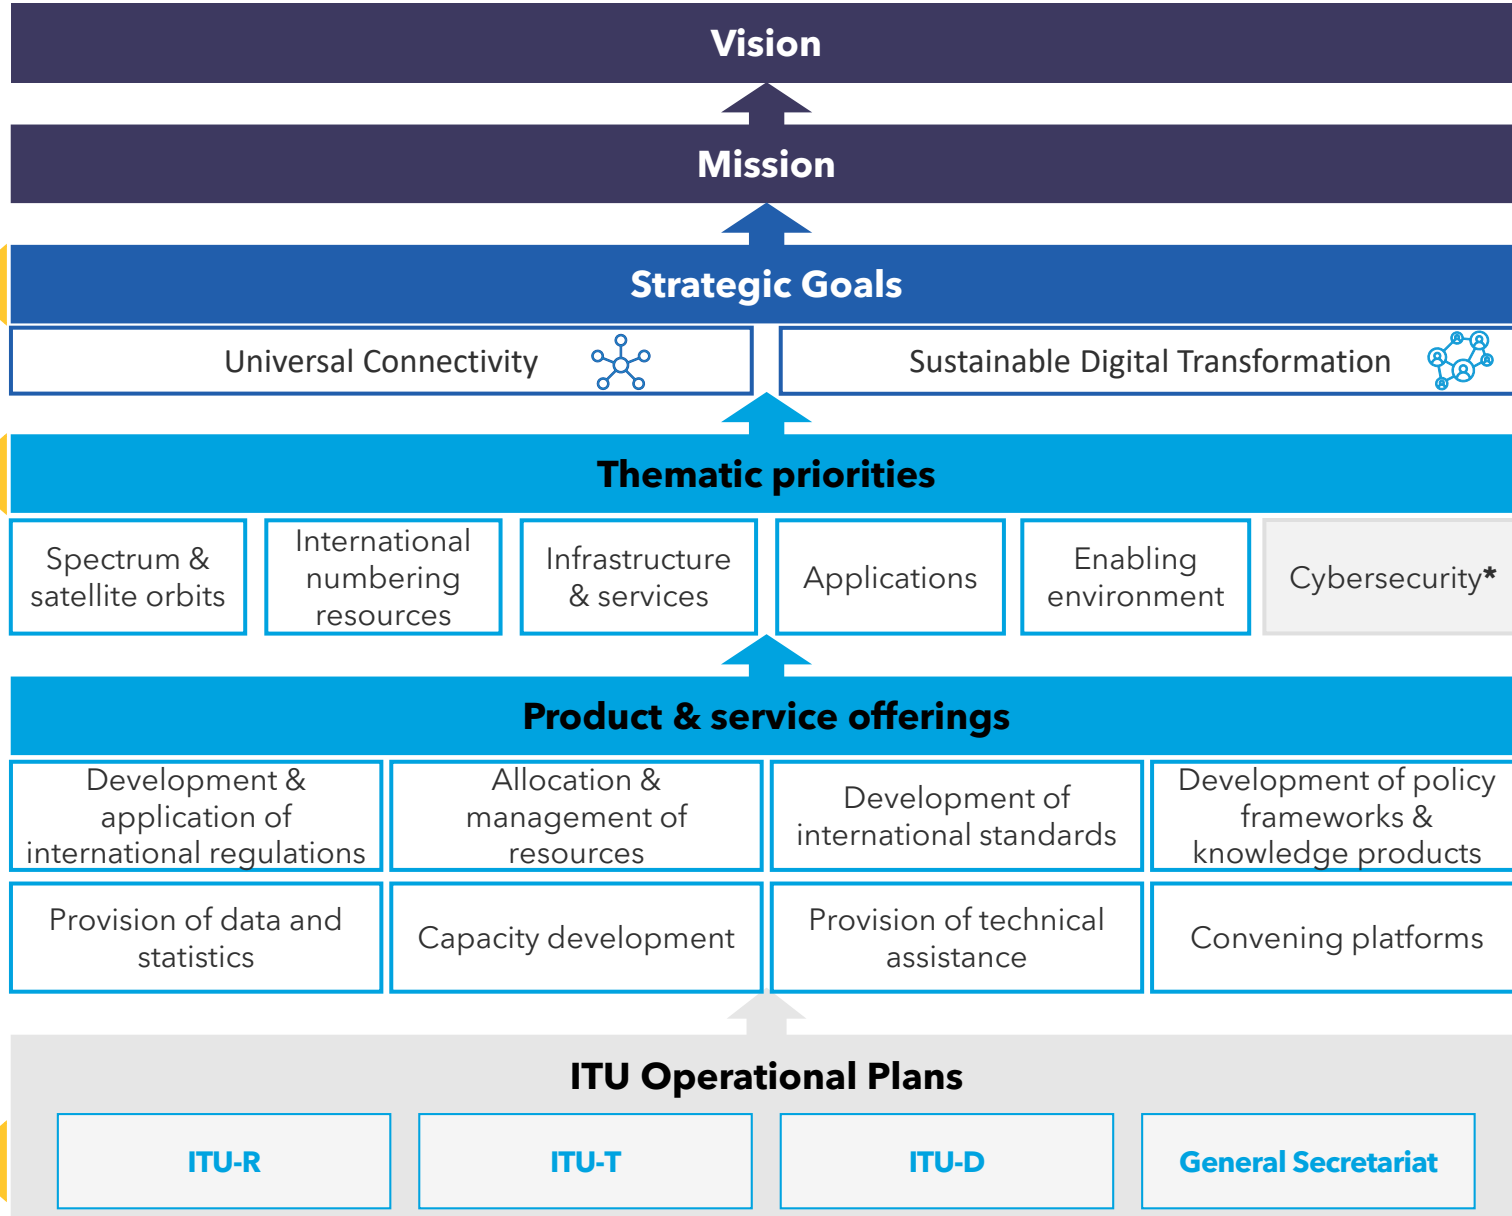 Vision
Mission
Strategic Goals
Universal Connectivity
Sustainable Digital Transformation
Thematic priorities
Spectrum &
satellite orbits
International
numbering
resources
Infrastructure
& services
Applications
Enabling
environment
Cybersecurity*
Product & service offerings
Development &
application of
international regulations
Allocation &
management of
resources
Development of
international standards
Development of policy
frameworks &
knowledge products
Provision of data and
statistics
Capacity development
Provision of technical
assistance
Convening platforms
ITU Operational Plans
ITU-R
ITU-T
ITU-D
General Secretariat